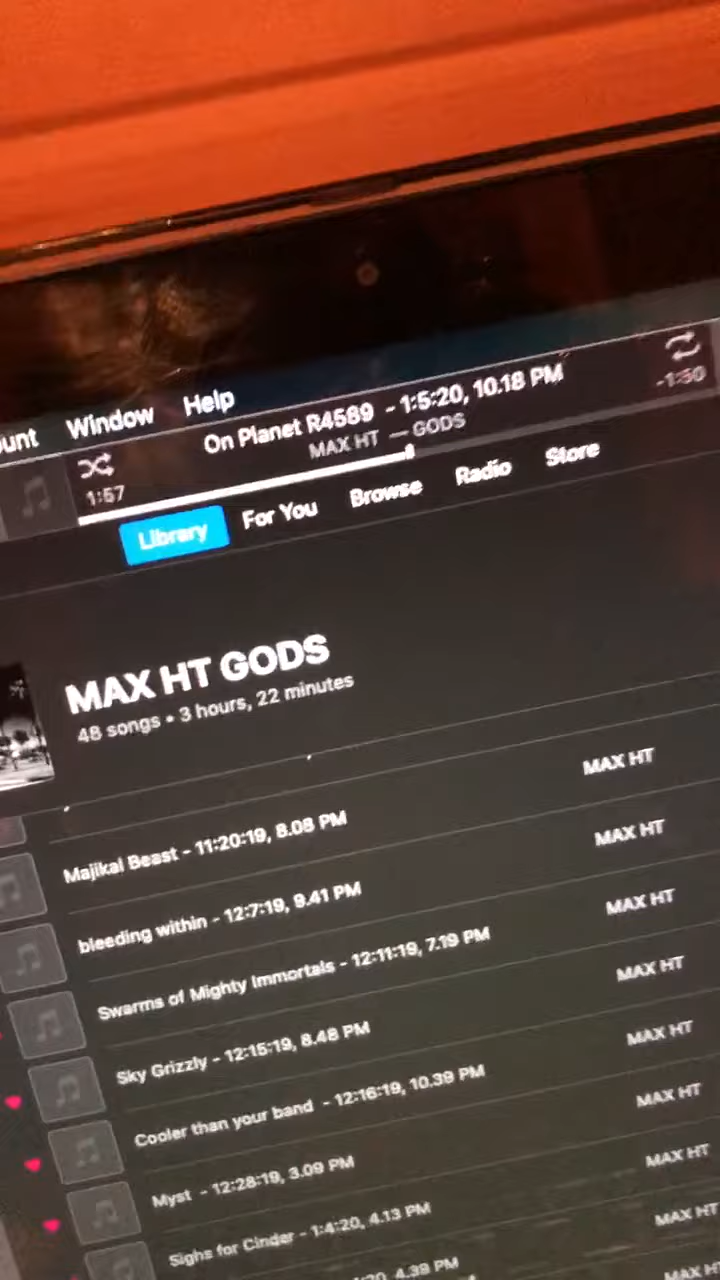 Window Help
On Planet R4589 - 1:5:20, 10.18 PM
MAX HT — GODS
1:57
-1:50
Library For You Browse Radio Store
MAX HT GODS
48 songs • 3 hours, 22 minutes
MAX HT
Majikal Beast - 11:20:19, 8.08 PM
MAX HT
bleeding within - 12:7:19, 9.41 PM
MAX HT
Swarms of Mighty Immortals - 12:11:19, 7.19 PM
MAX HT
Sky Grizzly - 12:15:19, 8.48 PM
MAX HT
Cooler than your band - 12:16:19, 10.39 PM
MAX HT
Myst - 12:28:19, 3.09 PM
MAX HT
Sighs for Cinder - 1:4:20, 4.13 PM
MAX HT
4.39 PM
MAX HT